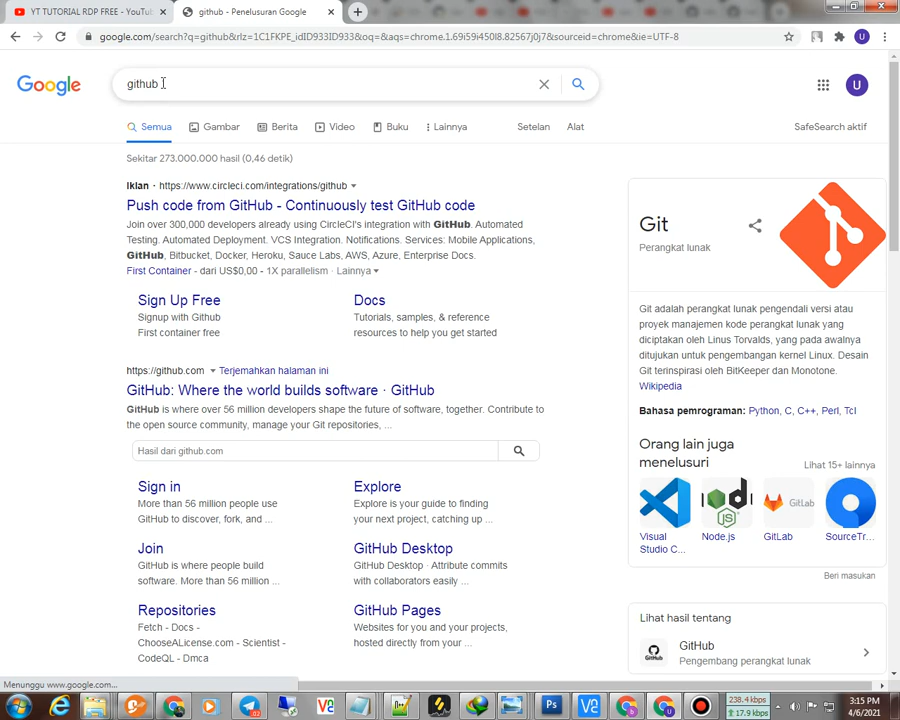 YT TUTORIAL RDP FREE - YouTu
github - Penelusuran Google
google.com/search?q=github&rlz=1C1FKPE_idID933ID933&oq=&aqs=chrome.1.69i59i450l8.82567j0j7&sourceid=chrome&ie=UTF-8
U
Google
github
U
Semua
Gambar
Berita
Video
Buku
Lainnya
Setelan
Alat
SafeSearch aktif
Sekitar 273.000.000 hasil (0,46 detik)
Iklan · https://www.circleci.com/integrations/github
Push code from GitHub - Continuously test GitHub code
Join over 300,000 developers already using CircleCI's integration with GitHub. Automated
Testing. Automated Deployment. VCS Integration. Notifications. Services: Mobile Applications,
GitHub, Bitbucket, Docker, Heroku, Sauce Labs, AWS, Azure, Enterprise Docs.
First Container - dari US$0,00 - 1X parallelism · Lainnya
Sign Up Free
Signup with Github
First container free
Docs
Tutorials, samples, & reference
resources to help you get started
https://github.com
Terjemahkan halaman ini
GitHub: Where the world builds software · GitHub
GitHub is where over 56 million developers shape the future of software, together. Contribute to
the open source community, manage your Git repositories, ...
Hasil dari github.com
Sign in
More than 56 million people use
GitHub to discover, fork, and ...
Explore
Explore is your guide to finding
your next project, catching up ...
Join
GitHub is where people build
software. More than 56 million ...
GitHub Desktop
GitHub Desktop · Attribute commits
with collaborators easily ...
Repositories
Fetch - Docs -
ChooseALicense.com - Scientist -
CodeQL - Dmca
GitHub Pages
Websites for you and your projects,
hosted directly from your ...
Git
Perangkat lunak
Git adalah perangkat lunak pengendali versi atau
proyek manajemen kode perangkat lunak yang
diciptakan oleh Linus Torvalds, yang pada awalnya
ditujukan untuk pengembangan kernel Linux. Desain
Git terinspirasi oleh BitKeeper dan Monotone.
Wikipedia
Bahasa pemrograman: Python, C, C++, Perl, Tcl
Orang lain juga
menelusuri
Lihat 15+ lainnya
GitLab
Visual
Studio C...
Node.js
GitLab
SourceTr...
Beri masukan
Lihat hasil tentang
GitHub
Pengembang perangkat lunak
Menunggu www.google.com...
Ps
238.4 kbps
17.9 kbps
3:15 PM
4/6/2021